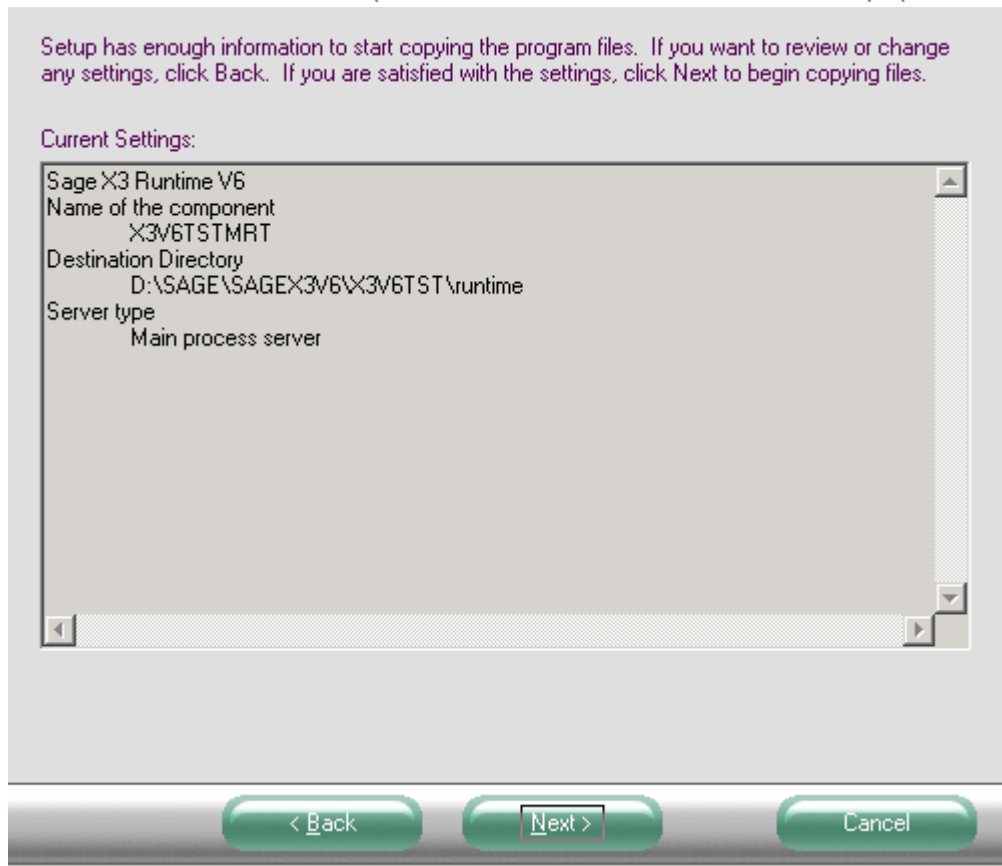 Setup has enough information to start copying the program files.  If you want to review or change
any settings, click Back.  If you are satisfied with the settings, click Next to begin copying files.
Current Settings:
Sage X3 Runtime V6
Name of the component
X3V6TSTMRT
Destination Directory
D:\SAGE\SAGEX3V6\X3V6TST\runtime
Server type
Main process server
< Back
Next >
Cancel